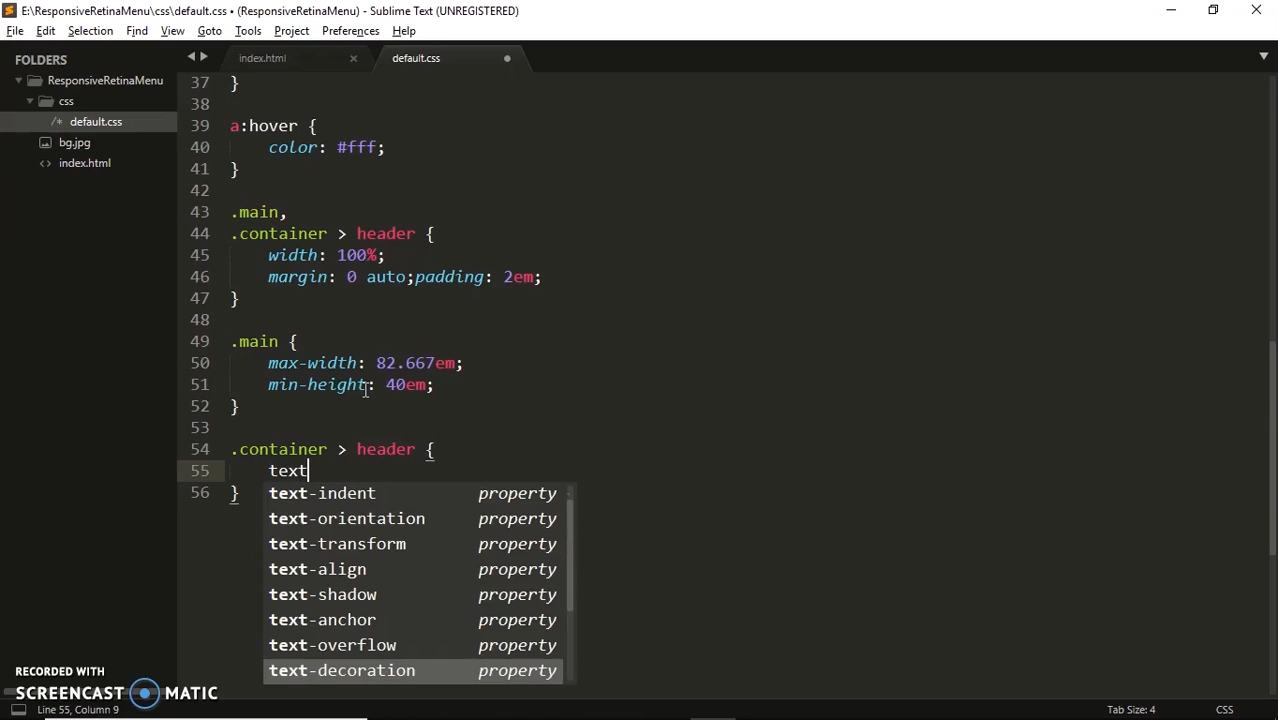 E:\ResponsiveRetinaMenu\css\default.css • (ResponsiveRetinaMenu) - Sublime Text (UNREGISTERED)
File Edit Selection Find View Goto Tools Project Preferences Help
FOLDERS
ResponsiveRetinaMenu
css
/* default.css
bg.jpg
<> index.html
index.html × default.css
37 }
38
39 a:hover {
40 color: #fff;
41 }
42
43 .main,
44 .container > header {
45 width: 100%;
46 margin: 0 auto;padding: 2em;
47 }
48
49 .main {
50 max-width: 82.667em;
51 min-height: 40em;
52 }
53
54 .container > header {
55 text
56 }
text-indent property
text-orientation property
text-transform property
text-align property
text-shadow property
text-anchor property
text-overflow property
text-decoration property
RECORDED WITH
SCREENCAST MATIC
Line 55, Column 9 Tab Size: 4 CSS